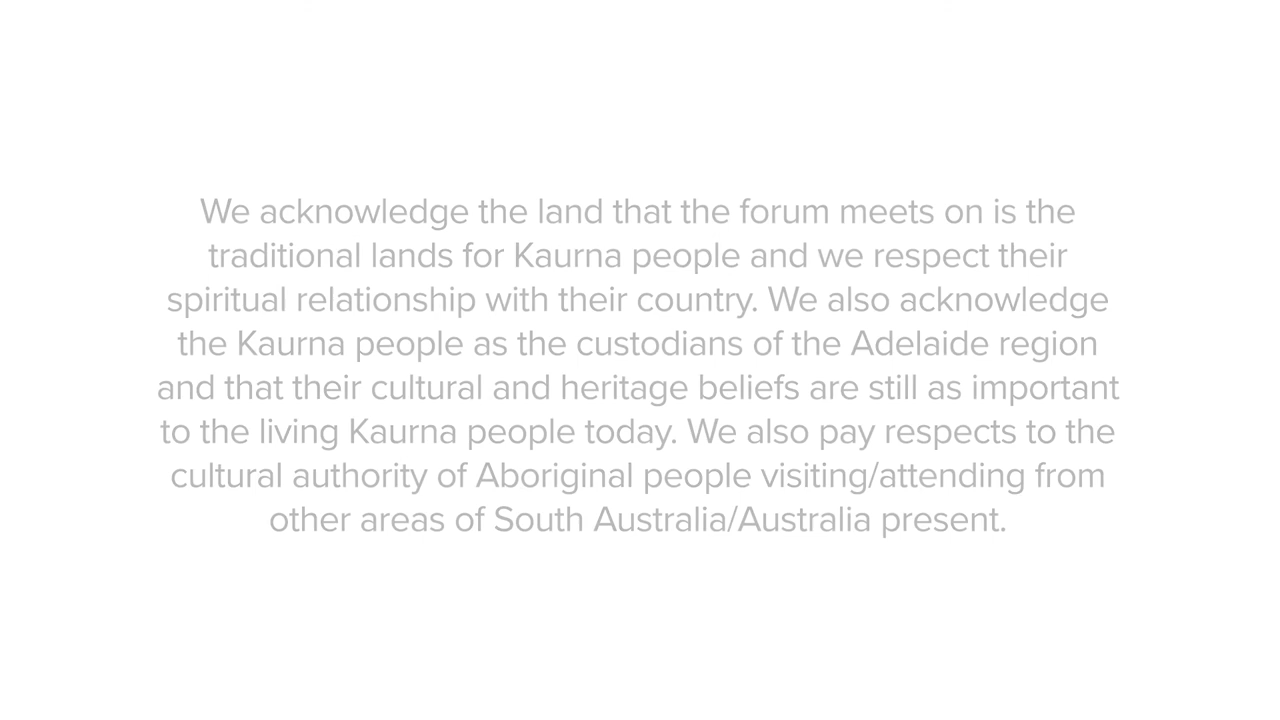 We acknowledge the land that the forum meets on is the
traditional lands for Kaurna people and we respect their
spiritual relationship with their country. We also acknowledge
the Kaurna people as the custodians of the Adelaide region
and that their cultural and heritage beliefs are still as important
to the living Kaurna people today. We also pay respects to the
cultural authority of Aboriginal people visiting/attending from
other areas of South Australia/Australia present.